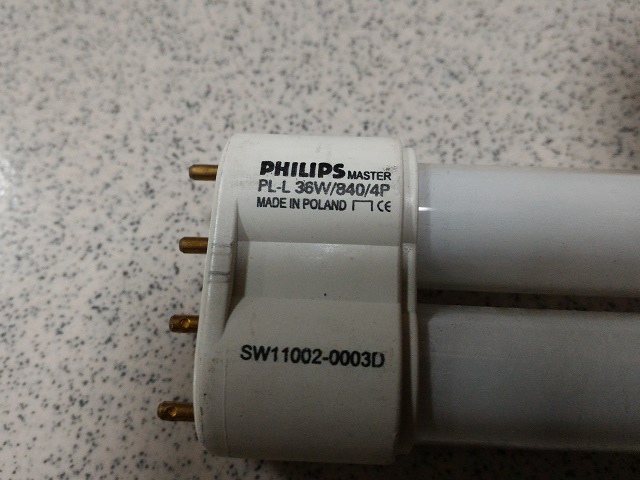 PHILIPS MASTER
PL-L 36W/840/4P
MADE IN POLAND CE
SW11002-0003D